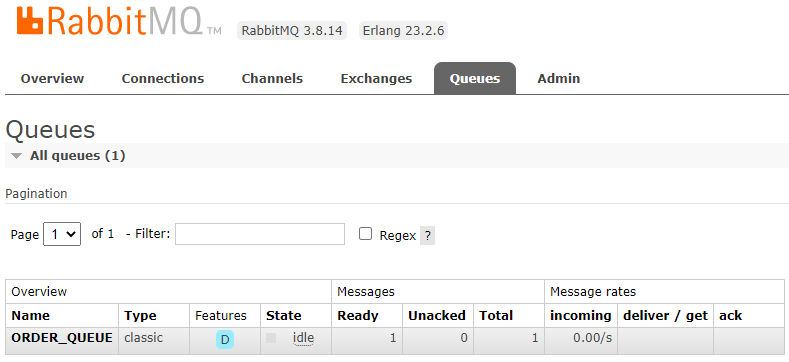 RabbitMQ TM RabbitMQ 3.8.14 Erlang 23.2.6
Overview Connections Channels Exchanges Queues Admin
Queues
All queues (1)
Pagination
Page 1 of 1 - Filter: Regex ?
Overview Messages Message rates
Name Type Features State Ready Unacked Total incoming deliver / get ack
ORDER_QUEUE classic D idle 1 0 1 0.00/s